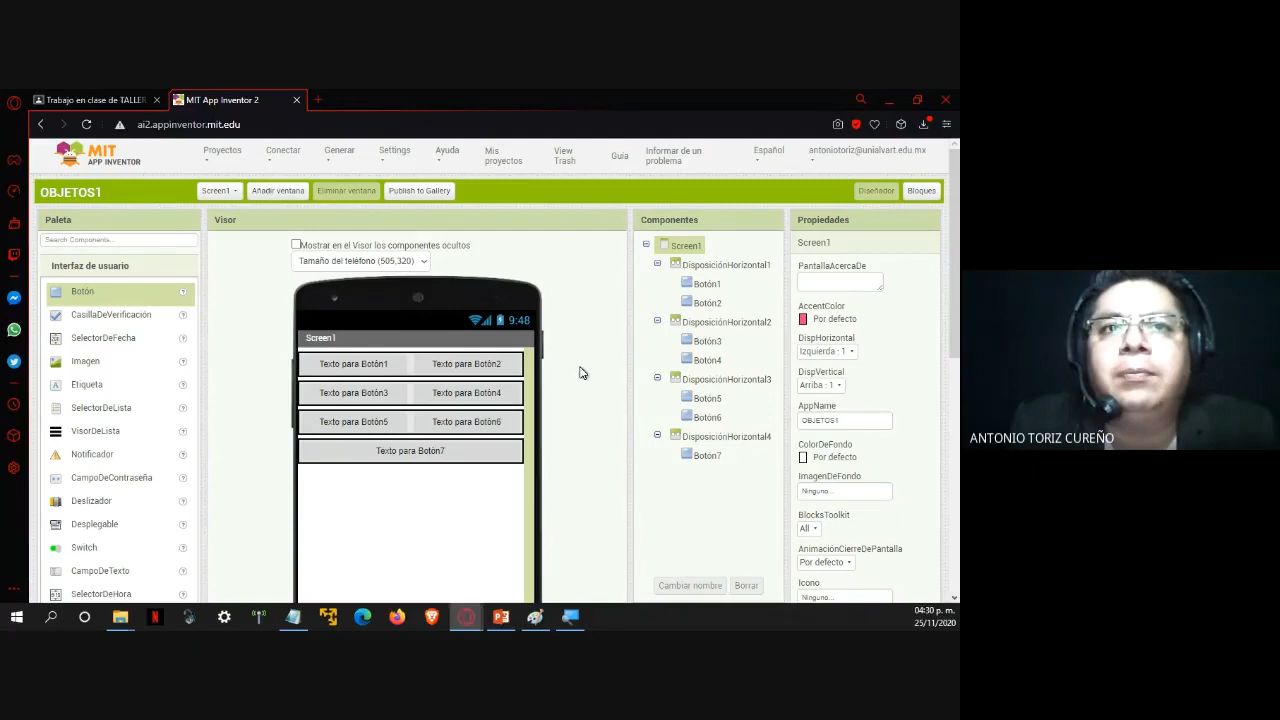 Trabajo en clase de TALLER
MIT App Inventor 2
ai2.appinventor.mit.edu
MIT
APP INVENTOR
Proyectos
Conectar
Generar
Settings
Ayuda
Mis proyectos
View Trash
Guía
Informar de un problema
Español
antoniotoriz@unialvart.edu.mx
OBJETOS1
Screen1
Añadir ventana
Eliminar ventana
Publish to Gallery
Diseñador
Bloques
Paleta
Search Components...
Interfaz de usuario
Botón
CasillaDeVerificación
SelectorDeFecha
Imagen
Etiqueta
SelectorDeLista
VisorDeLista
Notificador
CampoDeContraseña
Deslizador
Desplegable
Switch
CampoDeTexto
SelectorDeHora
Visor
Mostrar en el Visor los componentes ocultos
Tamaño del teléfono (505,320)
9:48
Screen1
Texto para Botón1
Texto para Botón2
Texto para Botón3
Texto para Botón4
Texto para Botón5
Texto para Botón6
Texto para Botón7
Componentes
Screen1
DisposiciónHorizontal1
Botón1
Botón2
DisposiciónHorizontal2
Botón3
Botón4
DisposiciónHorizontal3
Botón5
Botón6
DisposiciónHorizontal4
Botón7
Cambiar nombre
Borrar
Propiedades
Screen1
PantallaAcercaDe
AccentColor
Por defecto
DispHorizontal
Izquierda : 1
DispVertical
Arriba : 1
AppName
OBJETOS1
ColorDeFondo
Por defecto
ImagenDeFondo
Ninguno...
BlocksToolkit
All
AnimaciónCierreDePantalla
Por defecto
Icono
Ninguno...
04:30 p. m.
25/11/2020
ANTONIO TORIZ CUREÑO